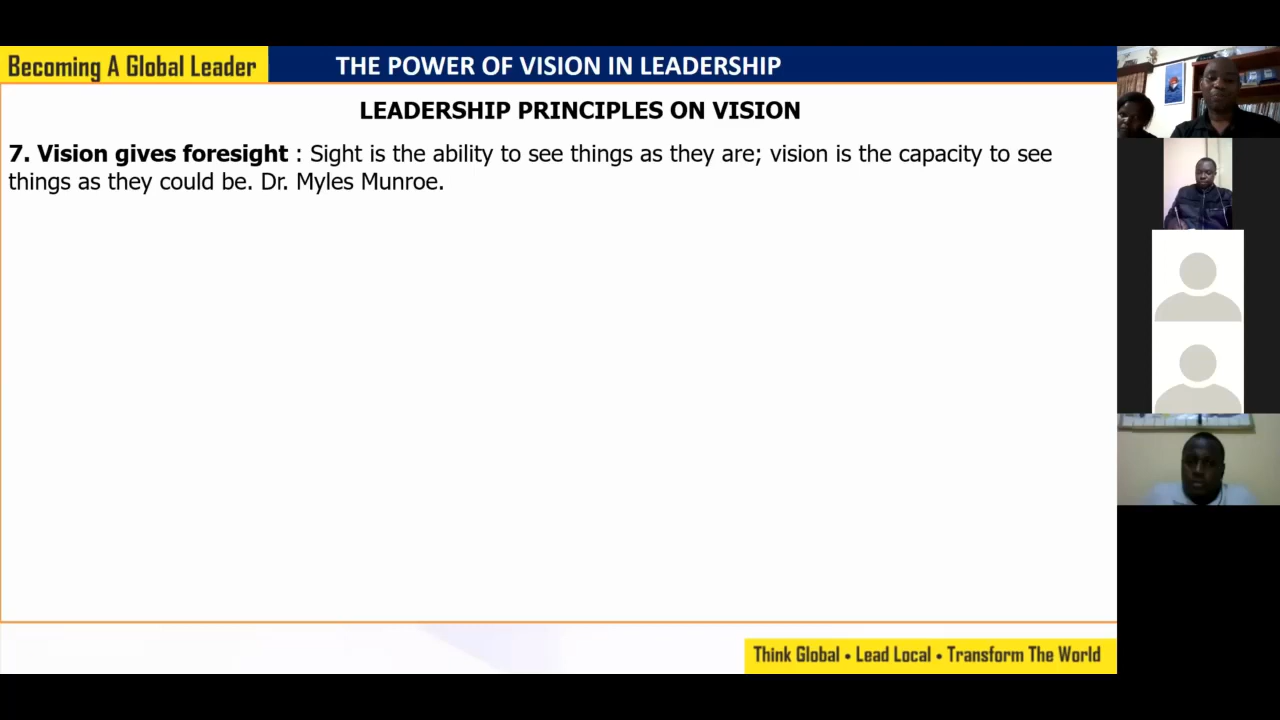 Becoming A Global Leader
THE POWER OF VISION IN LEADERSHIP
LEADERSHIP PRINCIPLES ON VISION
7. Vision gives foresight : Sight is the ability to see things as they are; vision is the capacity to see
things as they could be. Dr. Myles Munroe.
Think Global • Lead Local • Transform The World